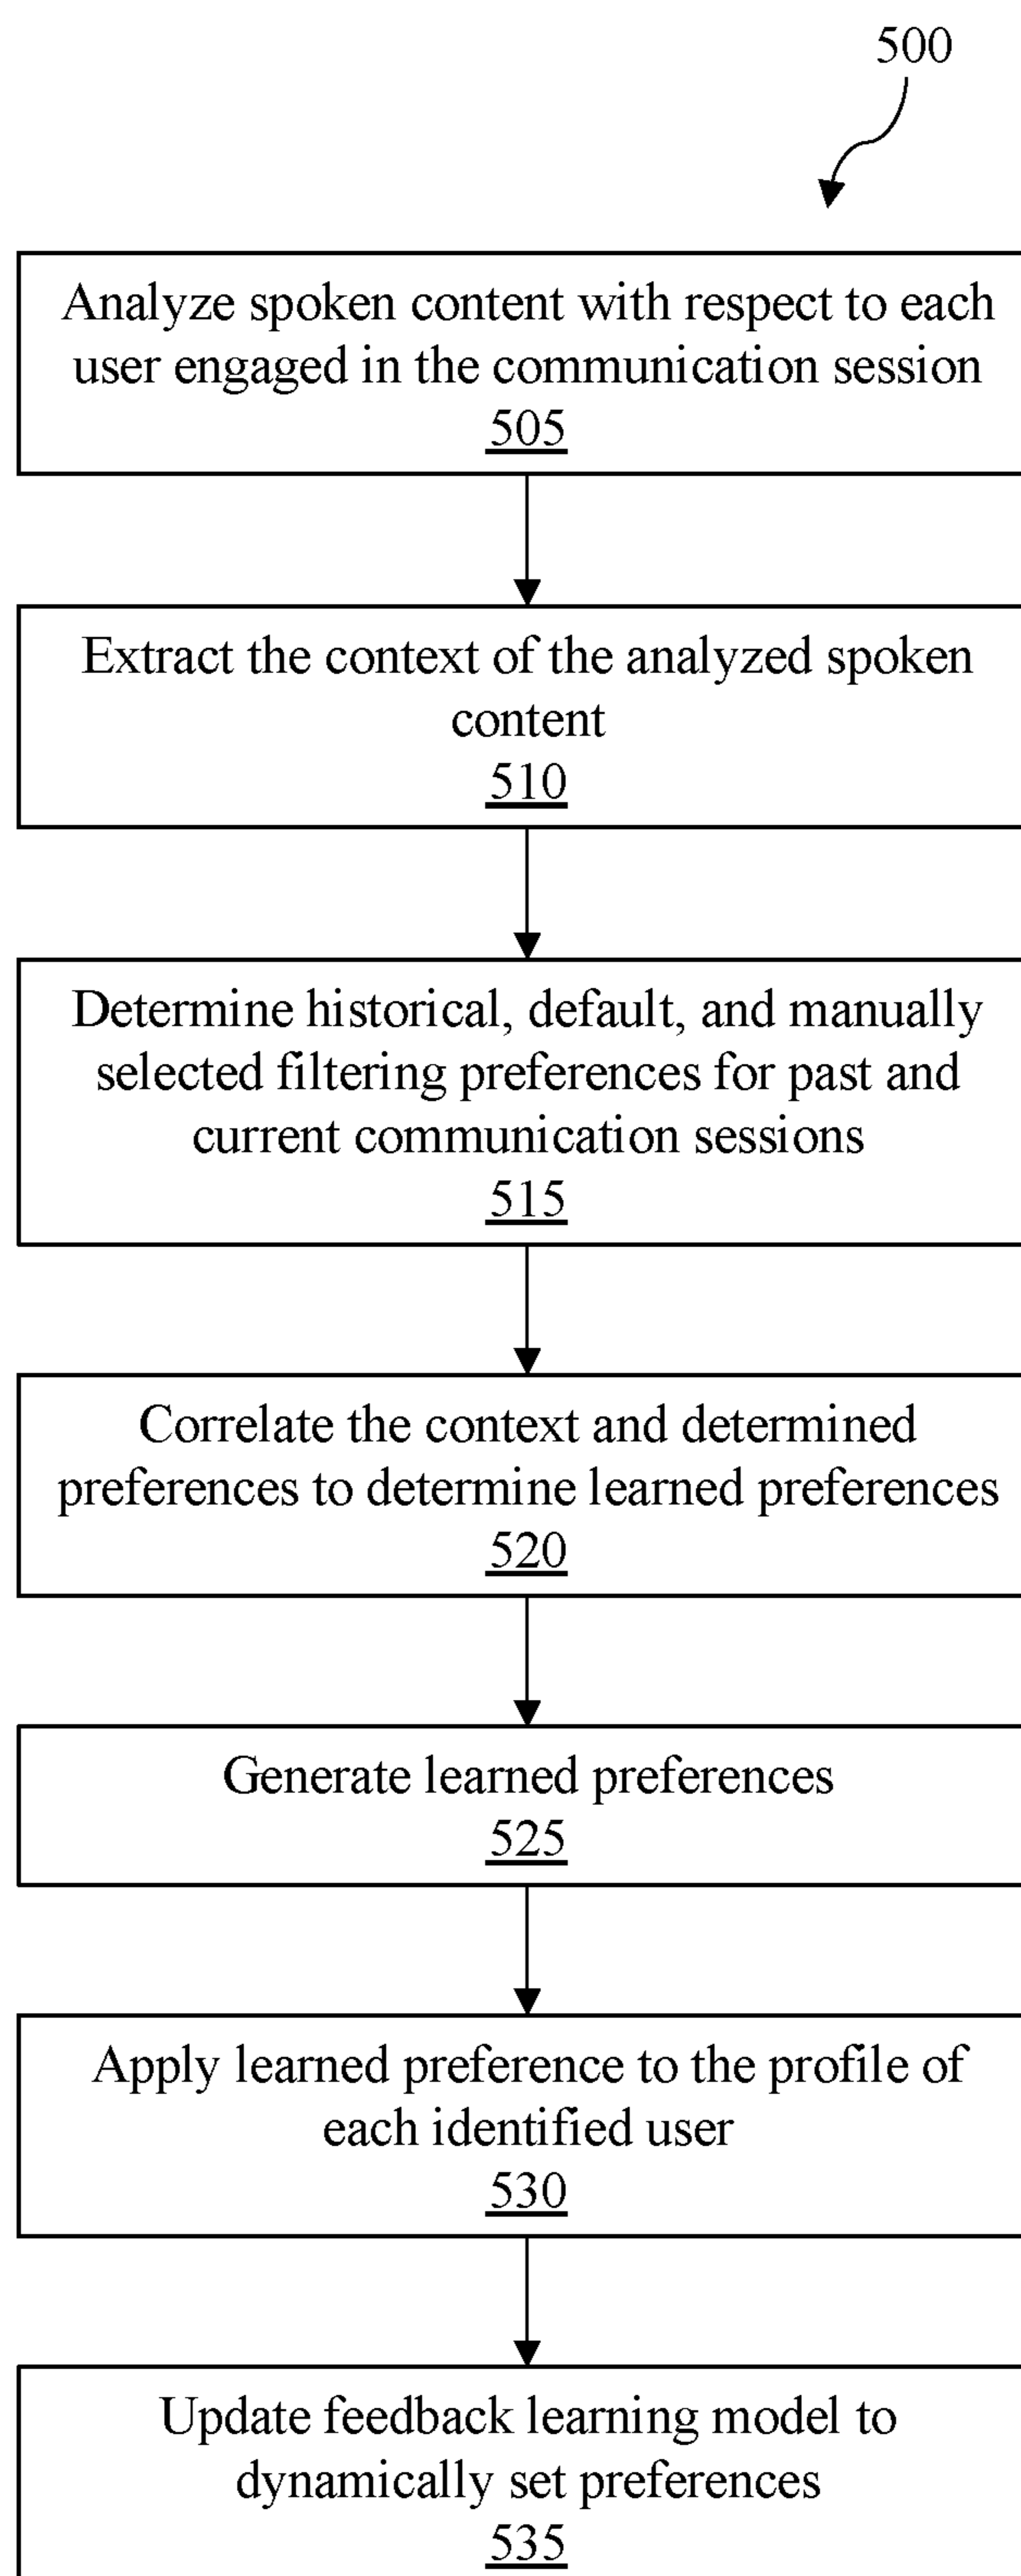 500
Analyze spoken content with respect to each
user engaged in the communication session
505
Extract the context of the analyzed spoken
content
510
Determine historical, default, and manually
selected filtering preferences for past and
current communication sessions
515
Correlate the context and determined
preferences to determine learned preferences
520
Generate learned preferences
525
Apply learned preference to the profile of
each identified user
530
Update feedback learning model to
dynamically set preferences
535